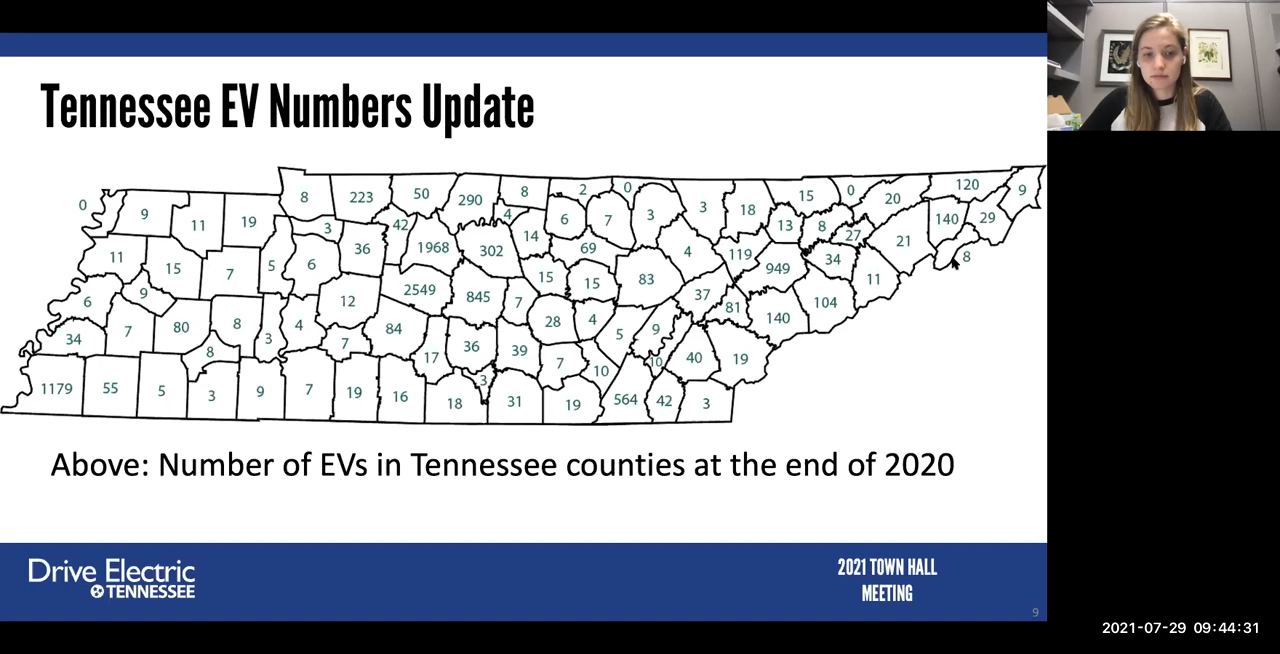 Tennessee EV Numbers Update
8 223 50 290 8 2 0 3 3 18 15 0 20 120 9
0 9 11 19 3 42 4 6 7 13 8 27 140 29
36 1968 302 14 69 4 119 949 34 21 8
11 15 7 5 6 15 15 83 11
6 9 12 2549 845 7 37 81 104
34 7 80 8 3 4 7 84 28 4 5 9 140
8 17 36 39 7 10 10 40 19
1179 55 5 3 9 7 19 16 18 3 31 19 564 42 3
Above: Number of EVs in Tennessee counties at the end of 2020
Drive Electric
TENNESSEE
2021 TOWN HALL
MEETING
9
2021-07-29 09:44:31